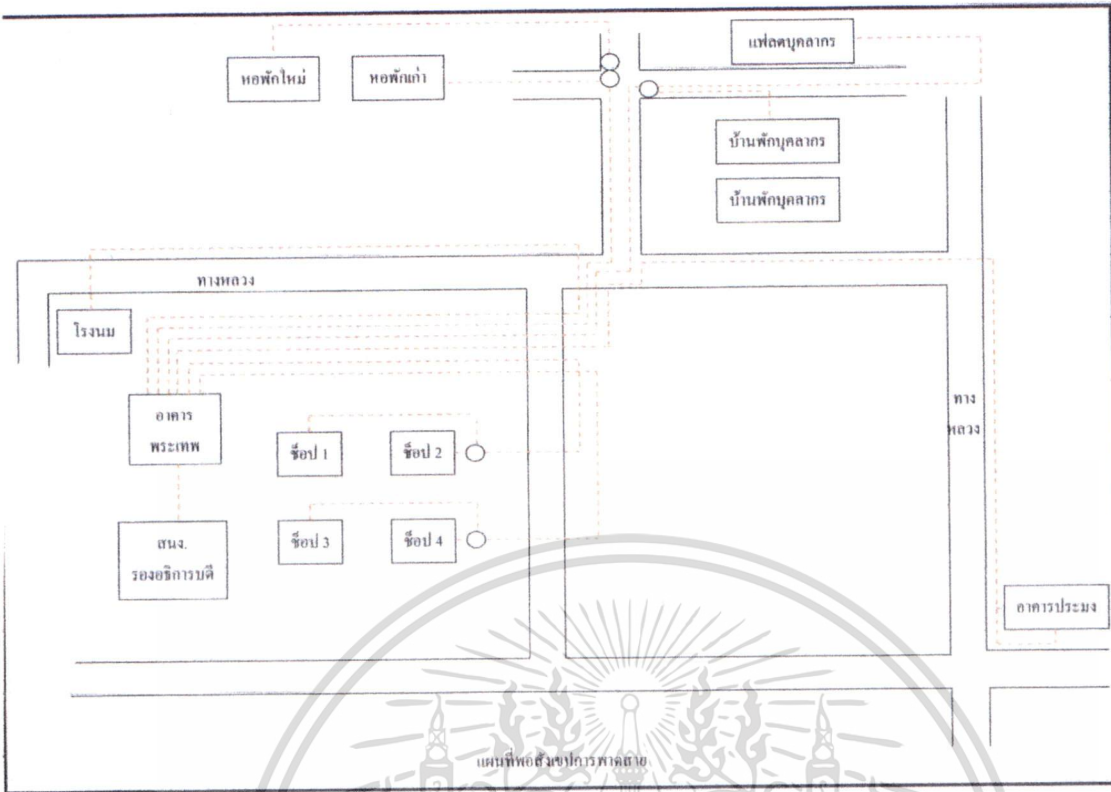 แฟลตบุคลากร
หอพักใหม่
หอพักเก่า
บ้านพักบุคลากร
บ้านพักบุคลากร
ทางหลวง
โรงนม
อาคาร
พระเทพ
ช็อป 1
ช็อป 2
ทาง
หลวง
สนง.
รองอธิการบดี
ช็อป 3
ช็อป 4
อาคารประมง
แผนที่พอสังเขปการพาดสาย